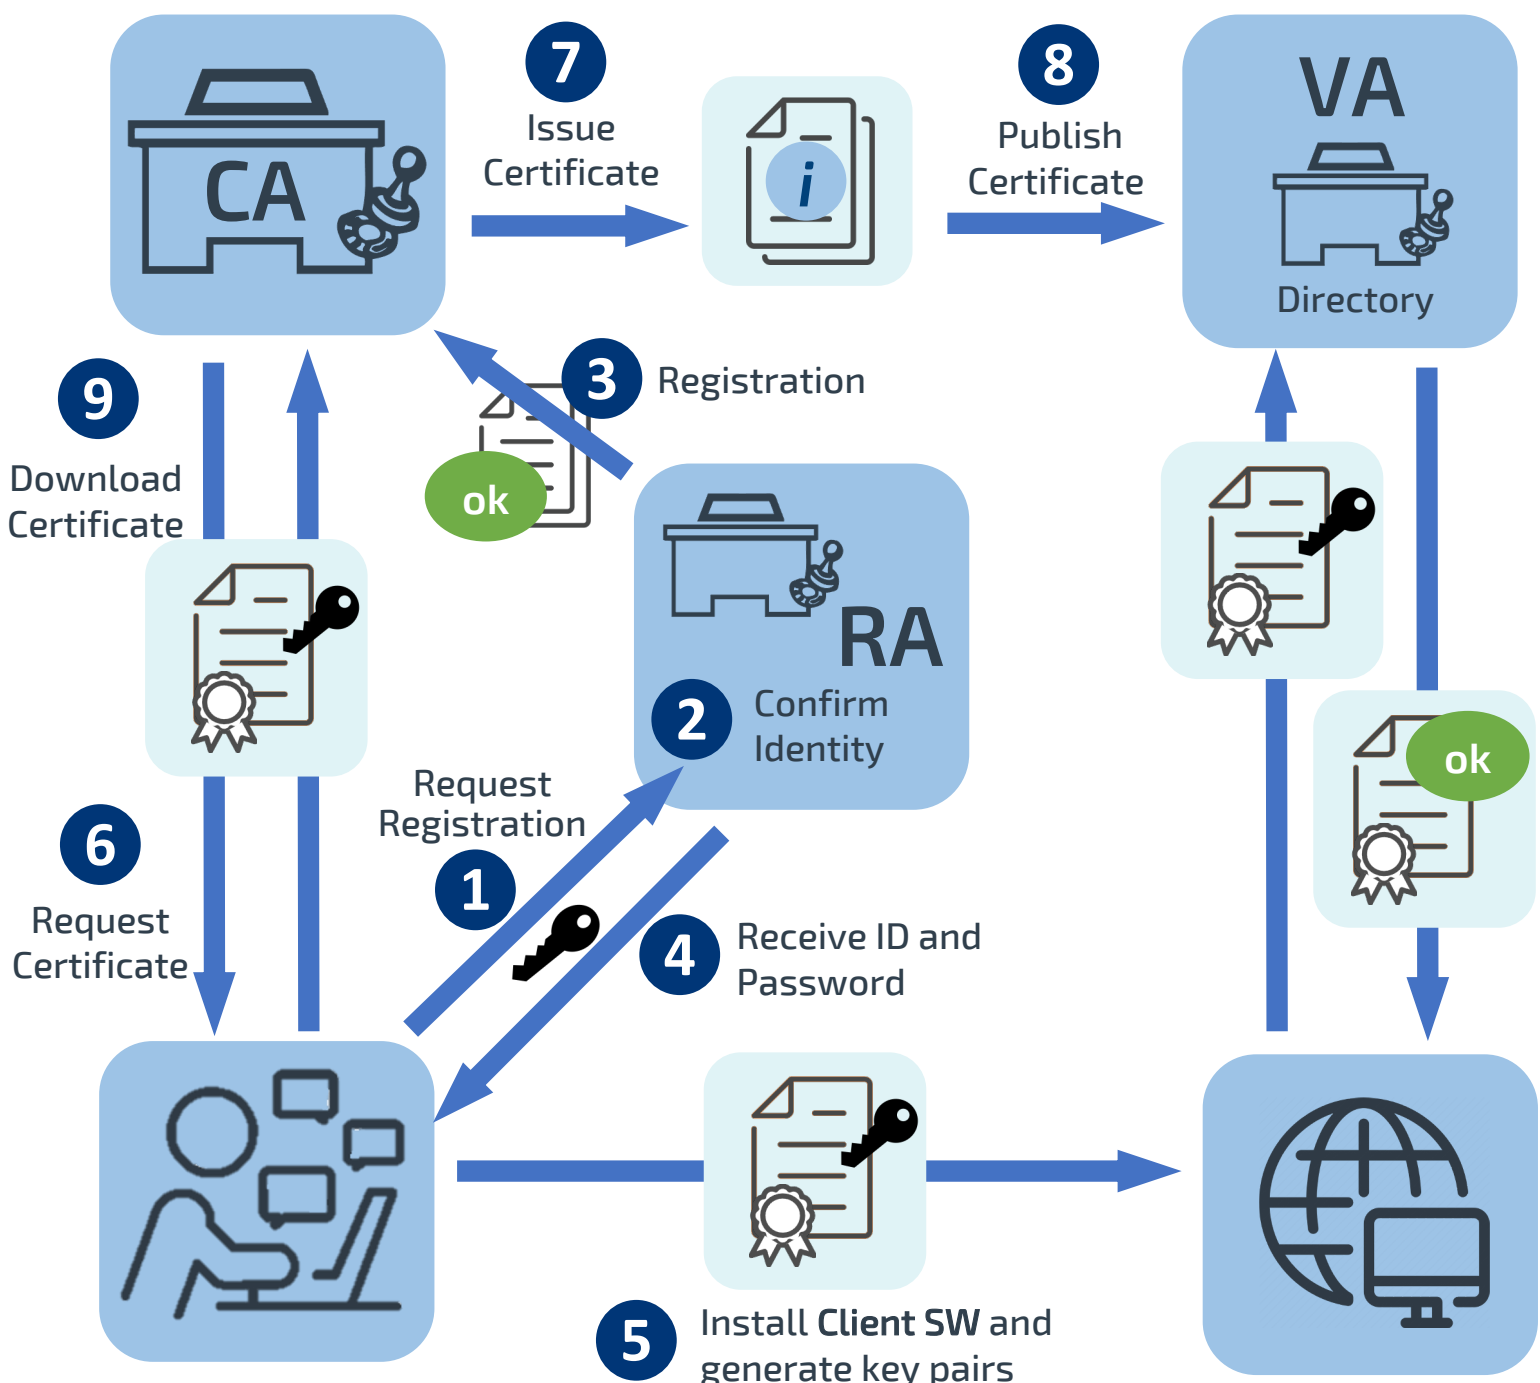 7
Issue
Certificate
CA
i
8
Publish
Certificate
VA
Directory
9
Download
Certificate
3
Registration
ok
RA
2
Confirm
Identity
ok
6
Request
Certificate
Request
Registration
1
4
Receive ID and
Password
5
Install Client SW and
generate key pairs